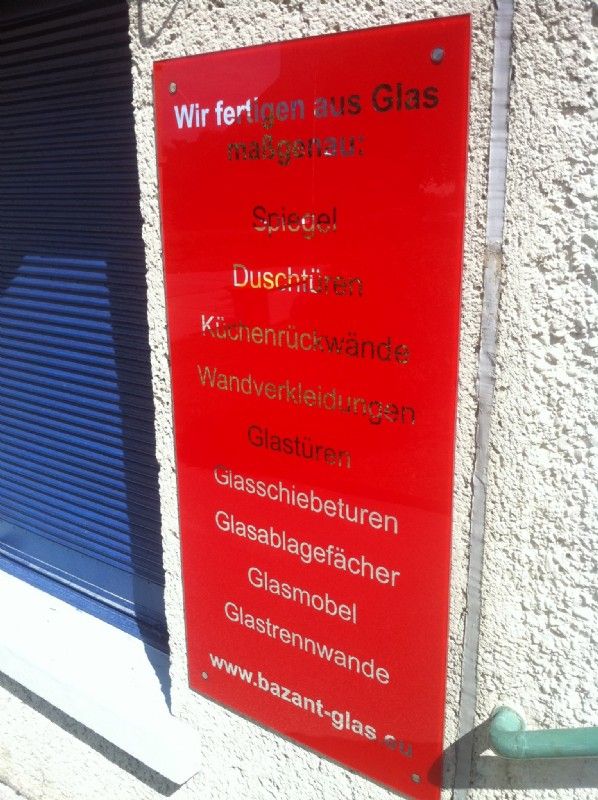 Wir fertigen aus Glas
maßgenau:
Spiegel
Duschtüren
Küchenrückwände
Wandverkleidungen
Glastüren
Glasschiebeturen
Glasablagefächer
Glasmobel
Glastrennwande
www.bazant-glas.eu